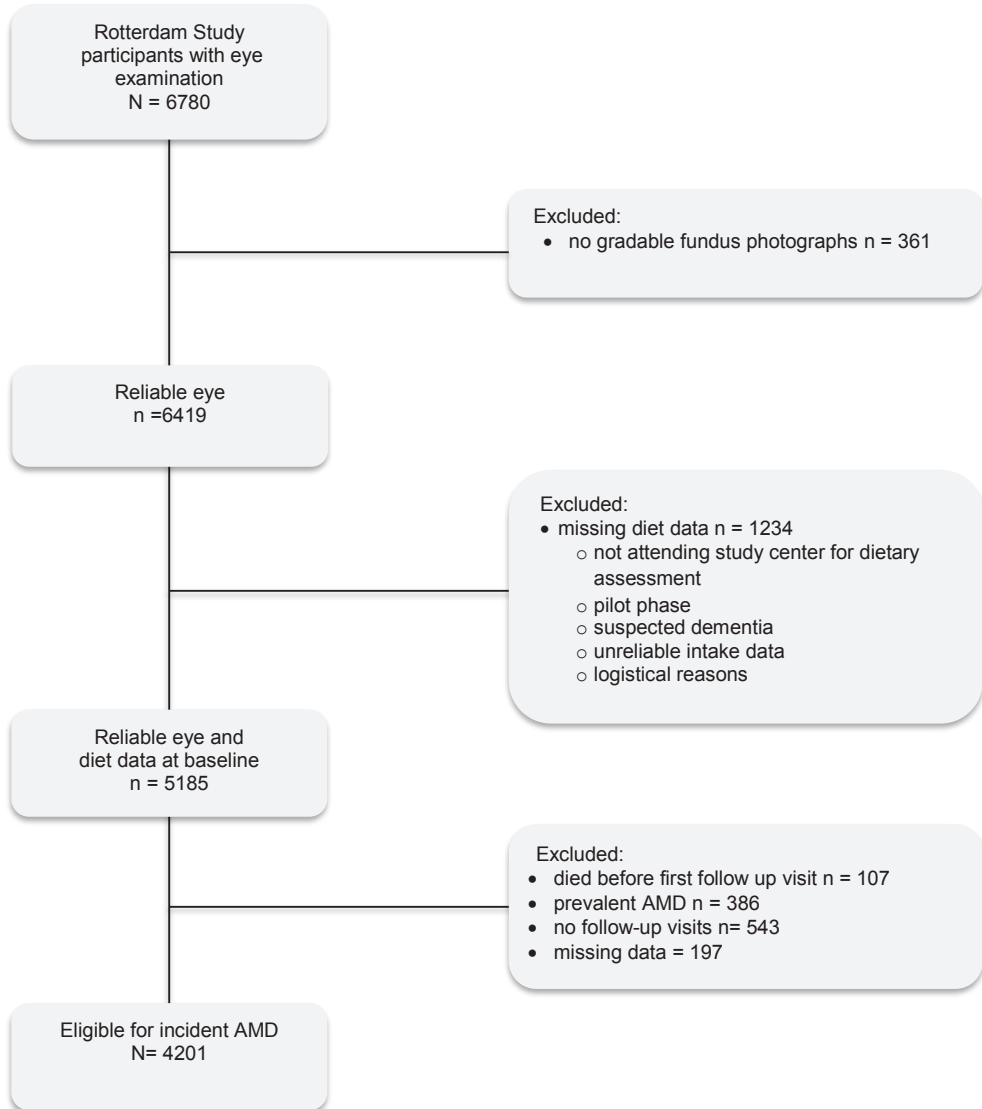 Rotterdam Study
participants with eye
examination
N = 6780
Excluded:
• no gradable fundus photographs n = 361
Reliable eye
n =6419
Excluded:
• missing diet data n = 1234
○ not attending study center for dietary
assessment
○ pilot phase
○ suspected dementia
○ unreliable intake data
○ logistical reasons
Reliable eye and
diet data at baseline
n = 5185
Excluded:
• died before first follow up visit n = 107
• prevalent AMD n = 386
• no follow-up visits n= 543
• missing data = 197
Eligible for incident AMD
N= 4201